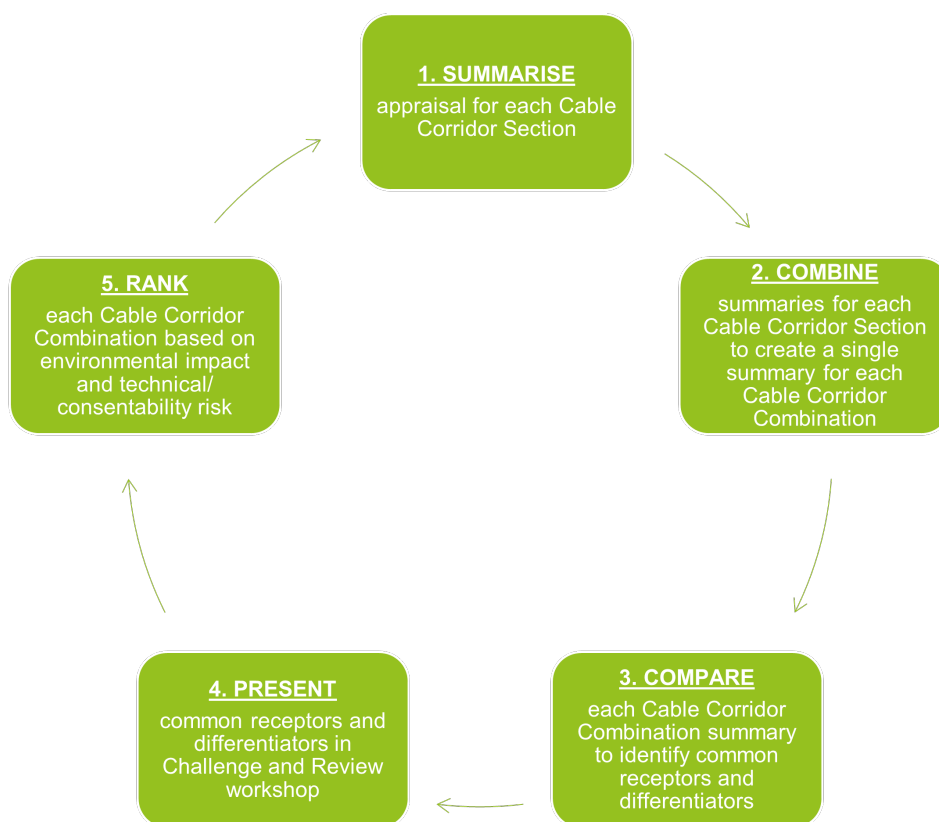 1. SUMMARISE
appraisal for each Cable
Corridor Section
2. COMBINE
summaries for each
Cable Corridor Section
to create a single
summary for each
Cable Corridor
Combination
3. COMPARE
each Cable Corridor
Combination summary
to identify common
receptors and
differentiators
4. PRESENT
common receptors and
differentiators in
Challenge and Review
workshop
5. RANK
each Cable Corridor
Combination based on
environmental impact
and technical/
consentability risk